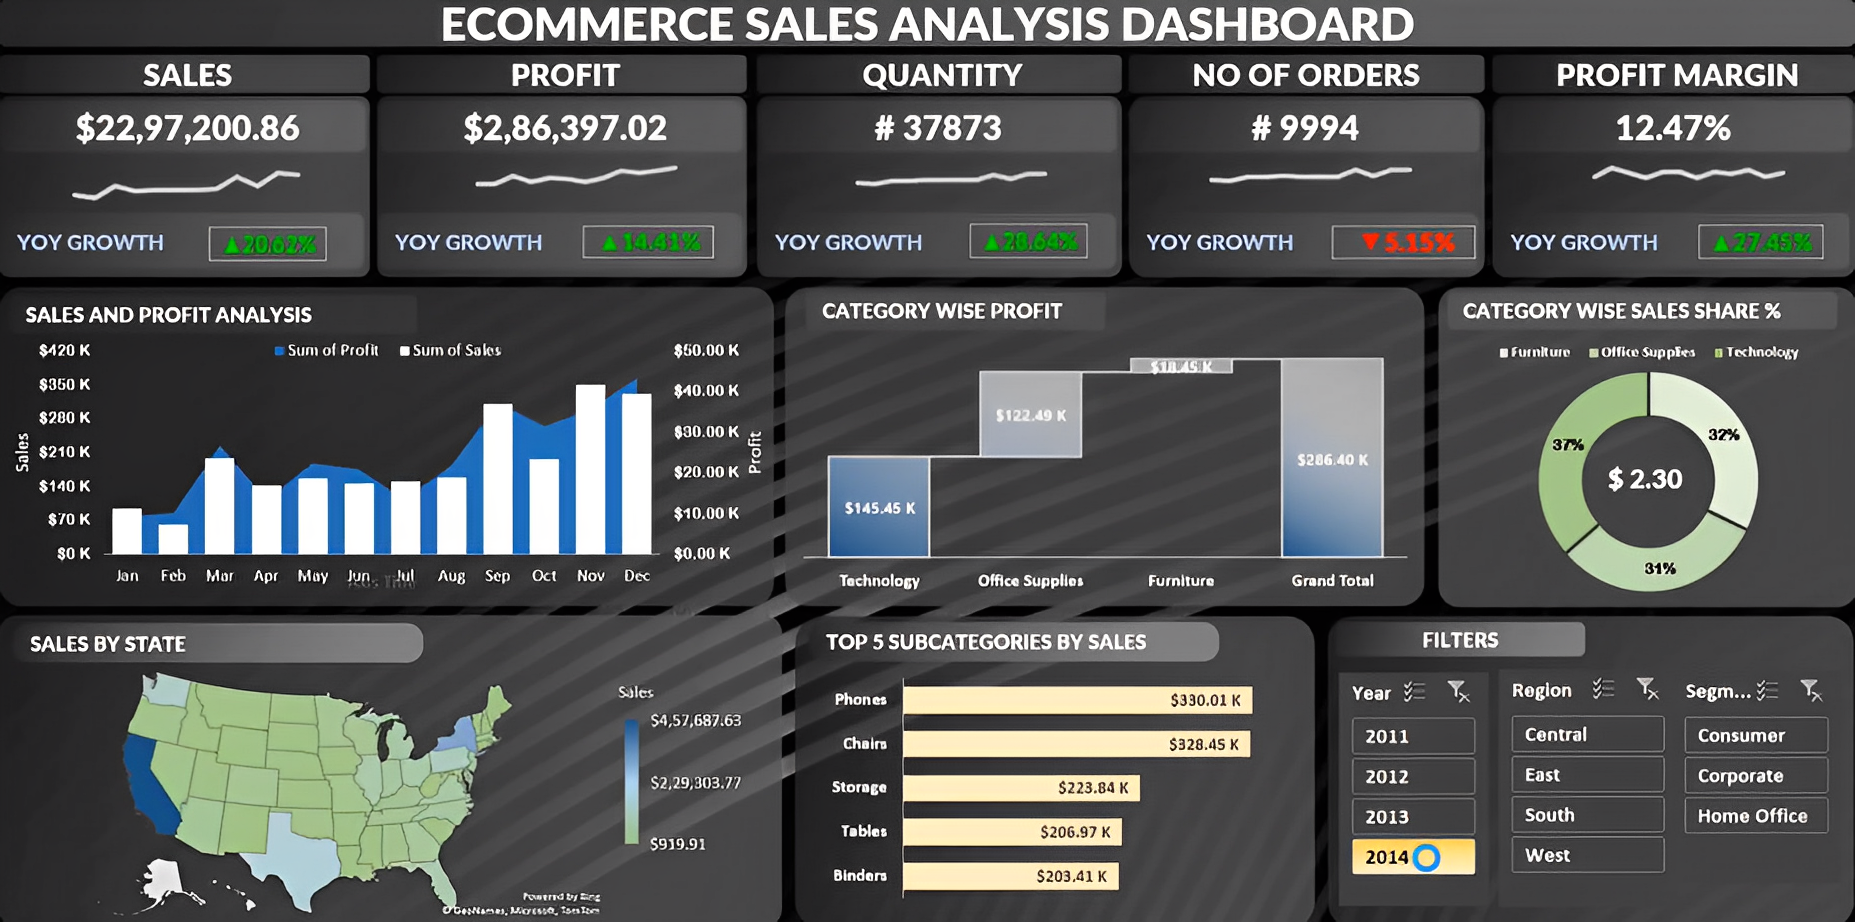 ECOMMERCE SALES ANALYSIS DASHBOARD
SALES
$22,97,200.86
YOY GROWTH ▲20.62%
PROFIT
$2,86,397.02
YOY GROWTH ▲14.41%
QUANTITY
# 37873
YOY GROWTH ▲28.64%
NO OF ORDERS
# 9994
YOY GROWTH ▼5.15%
PROFIT MARGIN
12.47%
YOY GROWTH ▲27.45%
SALES AND PROFIT ANALYSIS
Sum of Profit Sum of Sales
Sales
$420 K
$350 K
$280 K
$210 K
$140 K
$70 K
$0 K
$50.00 K
$40.00 K
$30.00 K
$20.00 K
$10.00 K
$0.00 K
Profit
Jan Feb Mar Apr May Jun Jul Aug Sep Oct Nov Dec
CATEGORY WISE PROFIT
$145.45 K
$122.49 K
$18.45 K
$286.40 K
Technology Office Supplies Furniture Grand Total
CATEGORY WISE SALES SHARE %
Furniture Office Supplies Technology
37%
32%
$ 2.30
31%
SALES BY STATE
Sales
$4,57,687.63
$2,29,303.77
$919.91
Powered by Bing
© GeoNames, Microsoft, TomTom
TOP 5 SUBCATEGORIES BY SALES
Phones $330.01 K
Chairs $328.45 K
Storage $223.84 K
Tables $206.97 K
Binders $203.41 K
FILTERS
Year
2011
2012
2013
2014
Region
Central
East
South
West
Segm...
Consumer
Corporate
Home Office